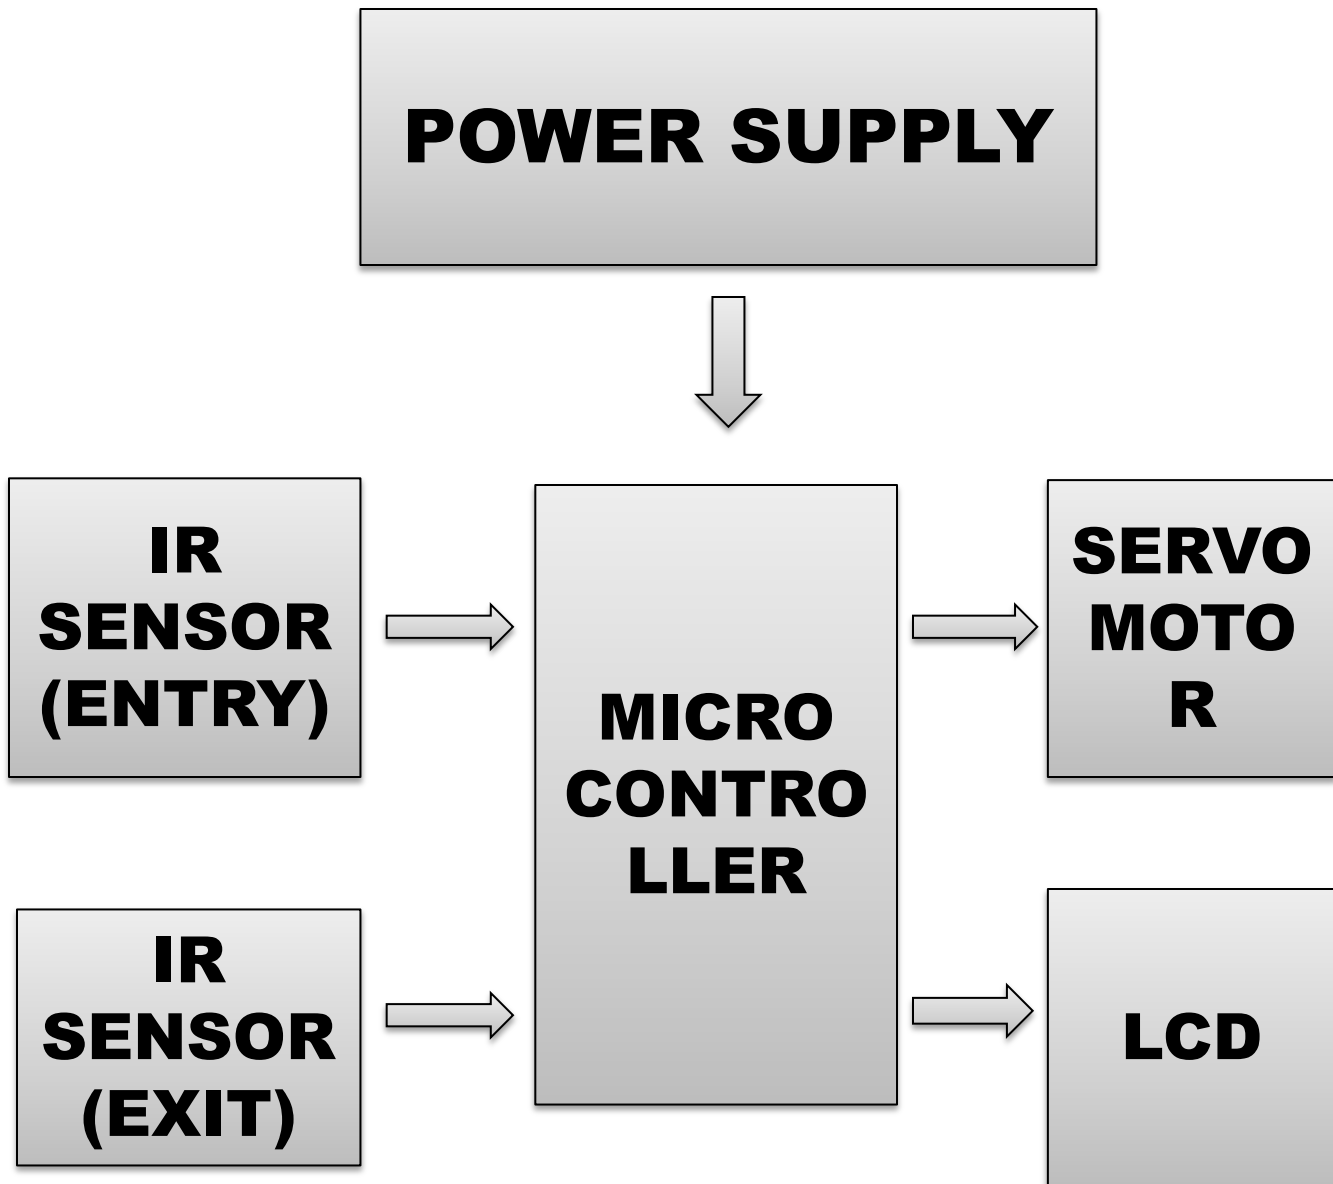 POWER SUPPLY
IR
SENSOR
(ENTRY)
MICRO
CONTRO
LLER
SERVO
MOTO
R
IR
SENSOR
(EXIT)
LCD